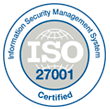 Information Security Management System
ISO
27001
Certified